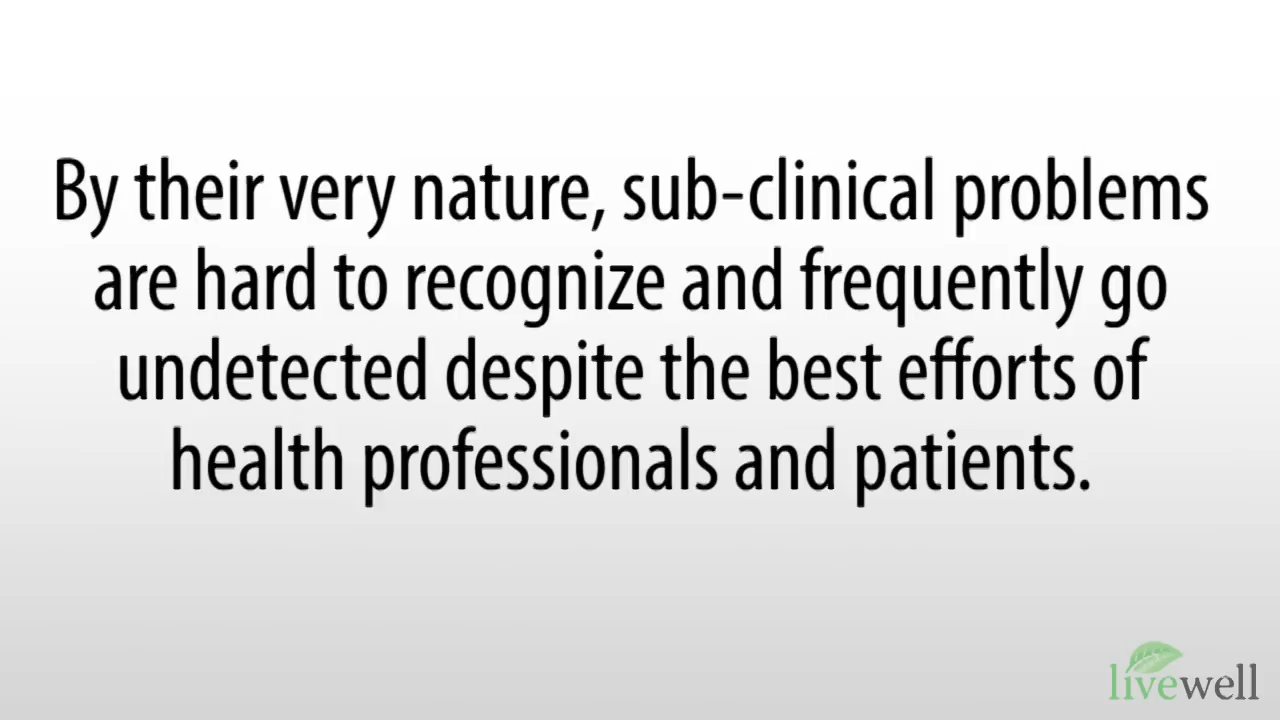 By their very nature, sub-clinical problems
are hard to recognize and frequently go
undetected despite the best efforts of
health professionals and patients.
livewell